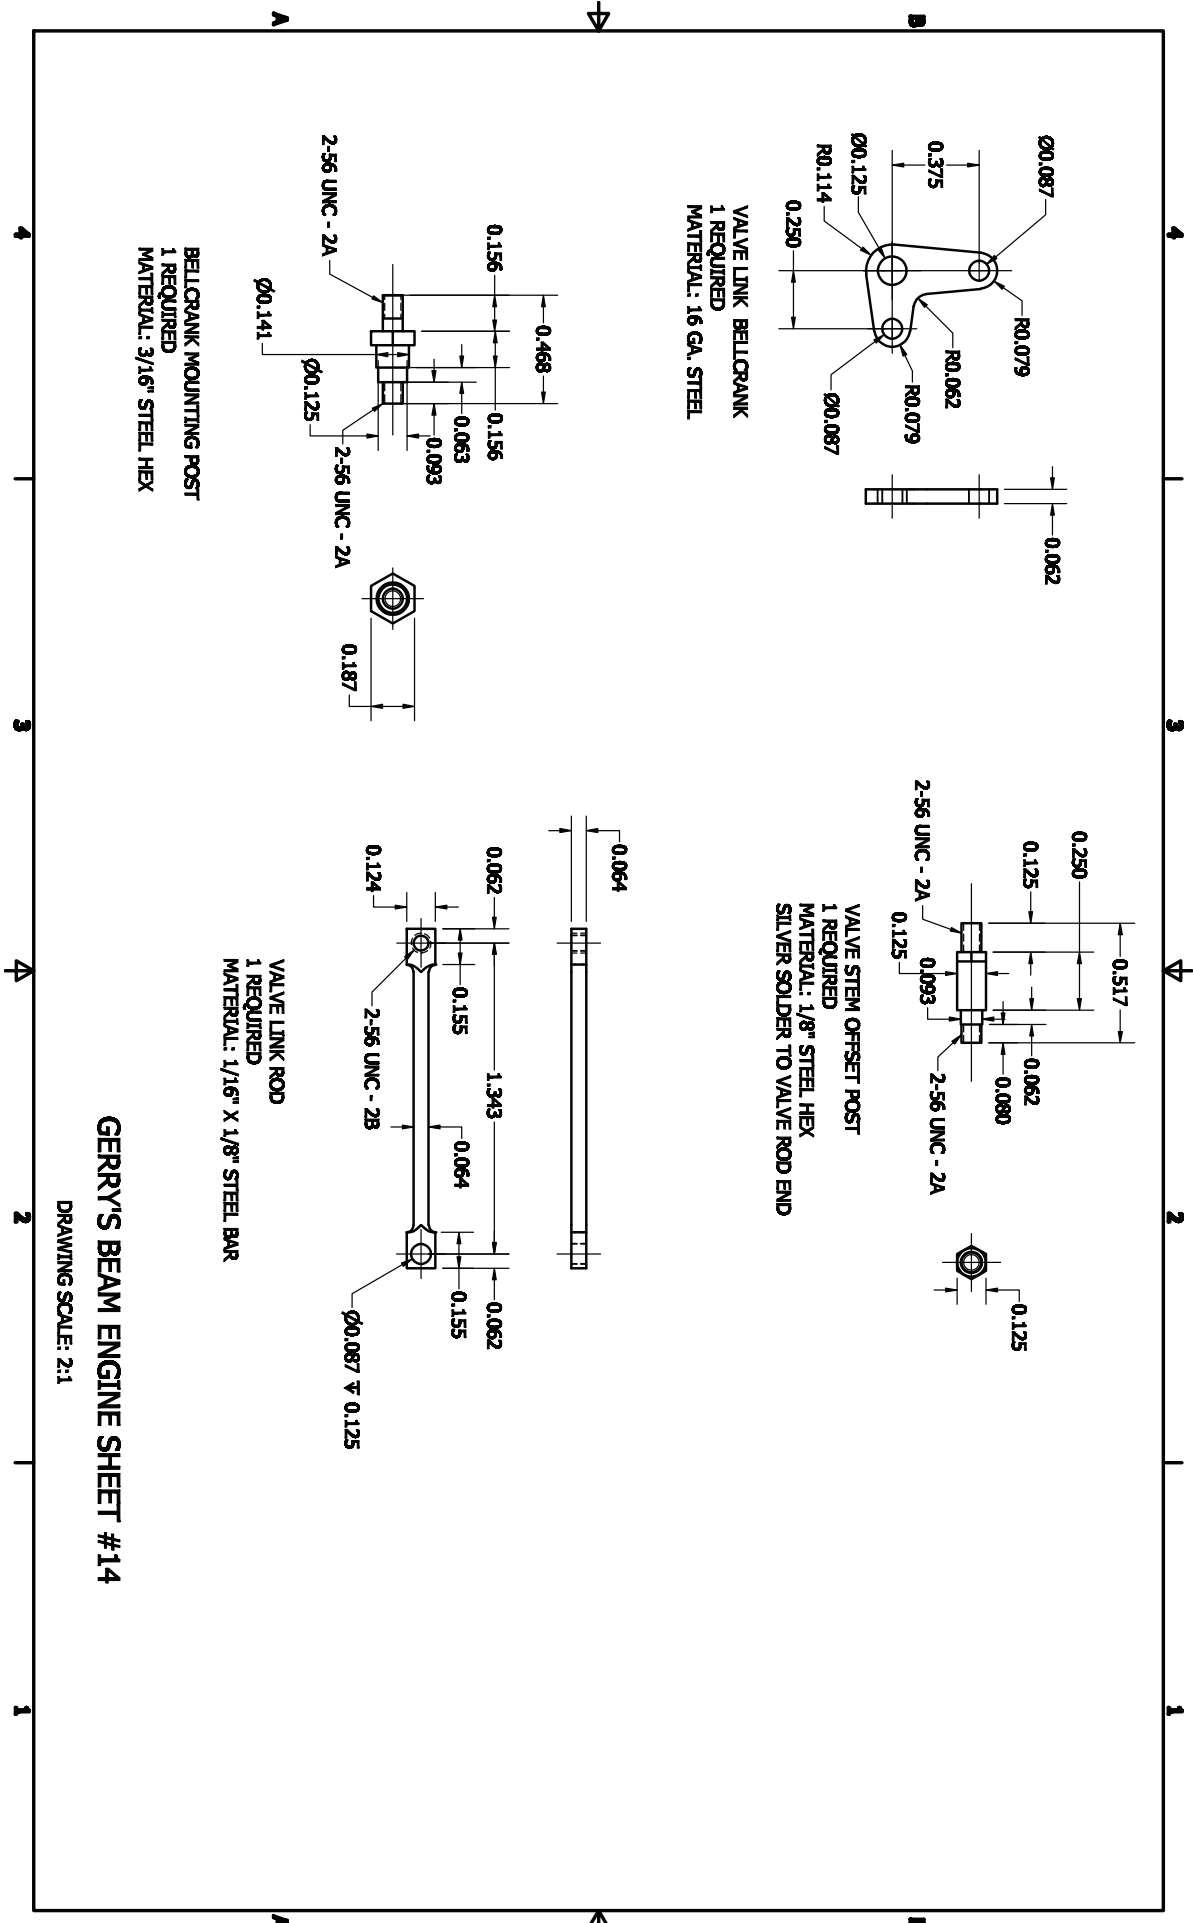 4
3
2
1
B
A
Ø0.087
0.375
Ø0.125
R0.114
0.250
R0.079
R0.062
R0.079
Ø0.087
0.062
VALVE LINK BELLCRANK
1 REQUIRED
MATERIAL: 16 GA. STEEL
0.517
0.250
0.125
2-56 UNC - 2A
0.125
0.093
0.062
0.080
2-56 UNC - 2A
0.125
VALVE STEM OFFSET POST
1 REQUIRED
MATERIAL: 1/8" STEEL HEX
SILVER SOLDER TO VALVE ROD END
0.468
0.156
0.156
0.063
0.093
2-56 UNC - 2A
2-56 UNC - 2A
Ø0.141
Ø0.125
0.187
BELLCRANK MOUNTING POST
1 REQUIRED
MATERIAL: 3/16" STEEL HEX
0.064
0.062
1.343
0.062
0.155
0.064
0.155
0.124
2-56 UNC - 2B
Ø0.087 ↧ 0.125
VALVE LINK ROD
1 REQUIRED
MATERIAL: 1/16" X 1/8" STEEL BAR
GERRY'S BEAM ENGINE SHEET #14
DRAWING SCALE: 2:1
A
4
3
2
1